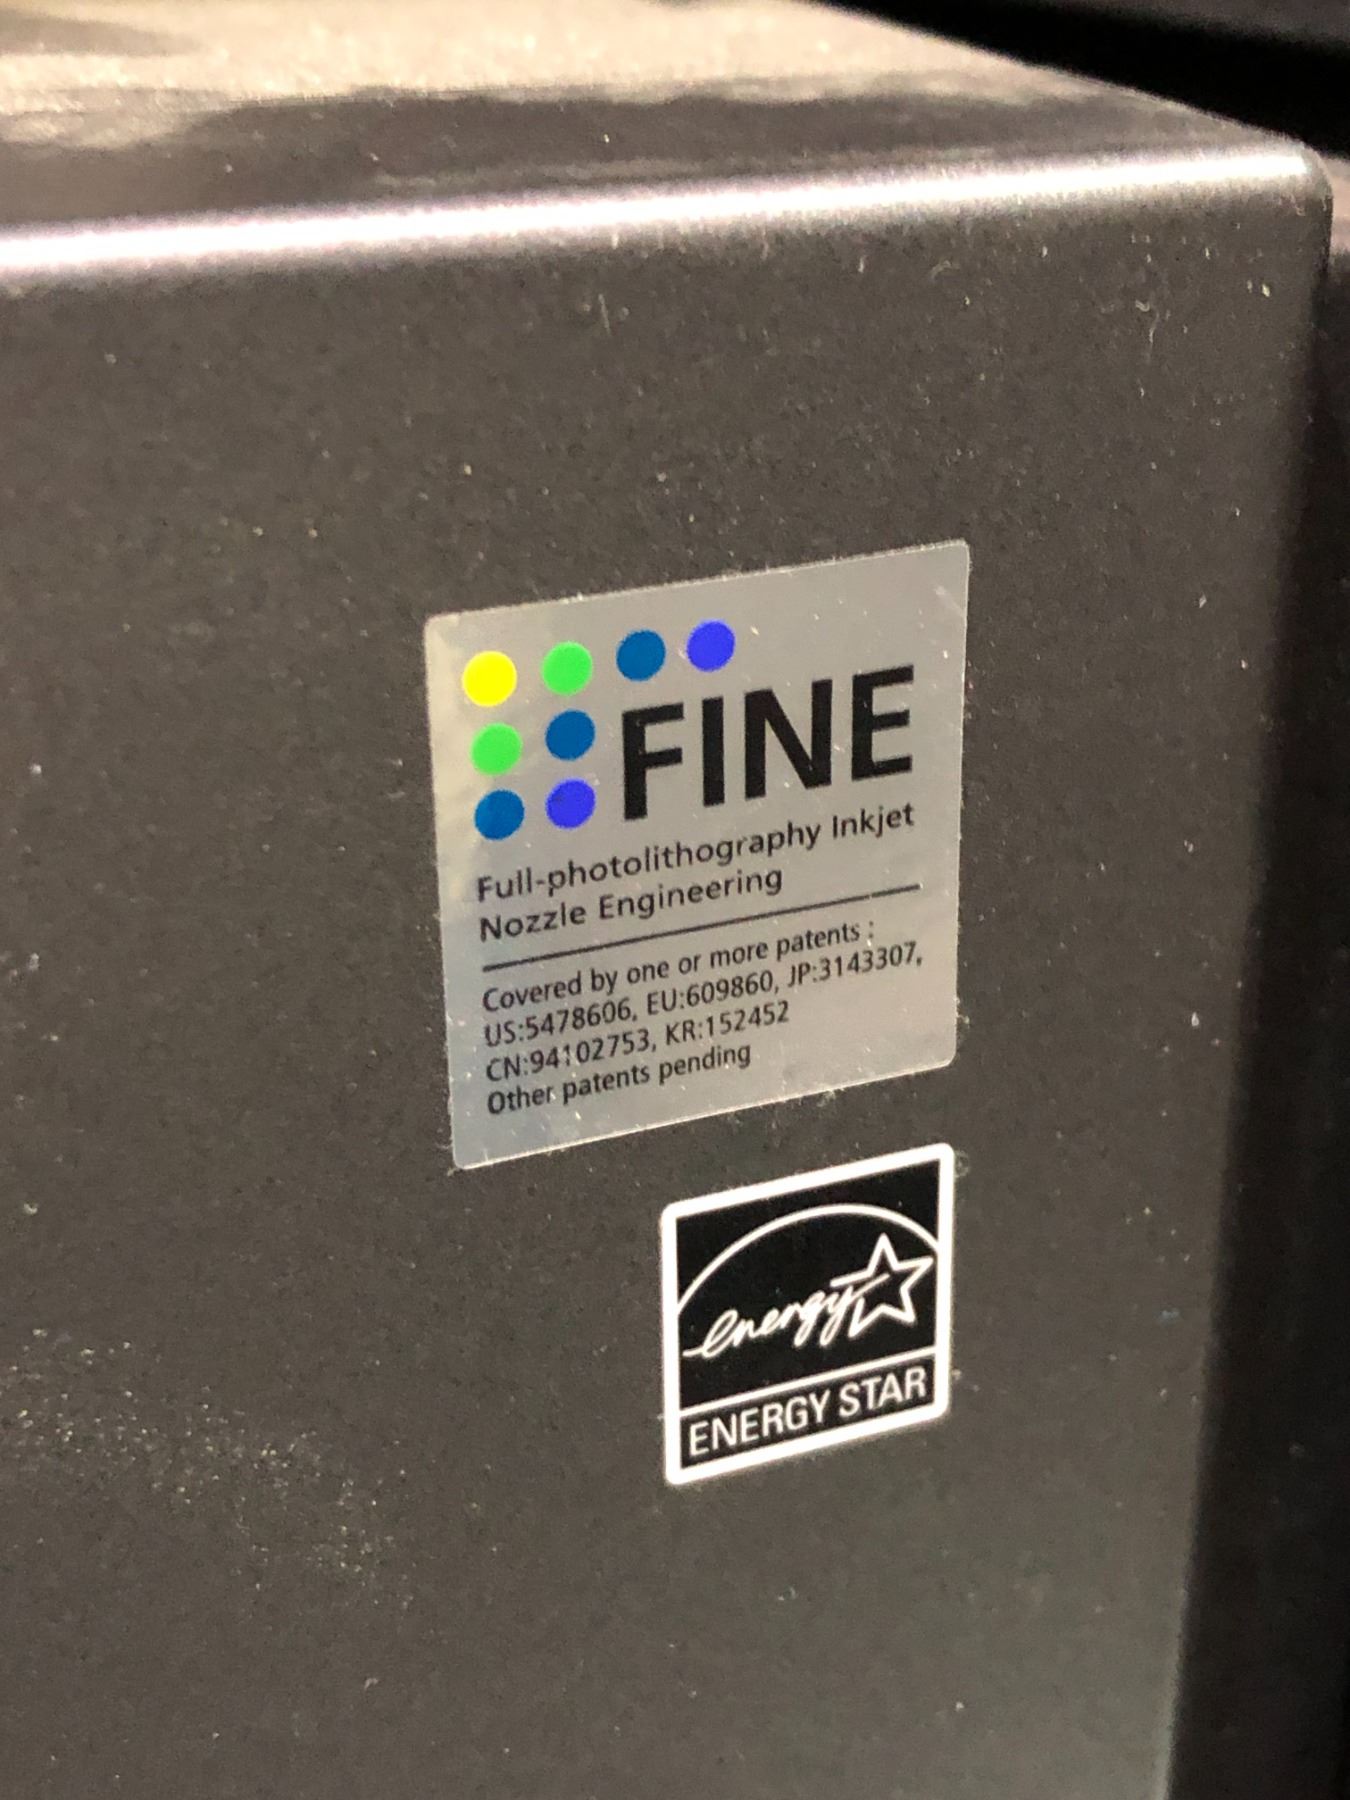 FINE
Full-photolithography Inkjet
Nozzle Engineering
Covered by one or more patents :
US:5478606, EU:609860, JP:3143307,
CN:94102753, KR:152452
Other patents pending
energy
ENERGY STAR